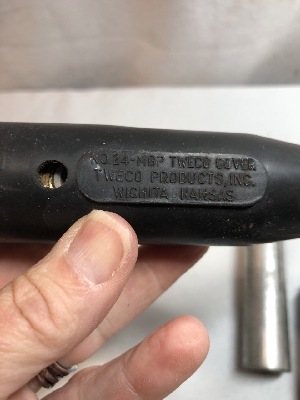 NO. 24-MBP TWECO COVER
TWECO PRODUCTS, INC.
WICHITA KANSAS